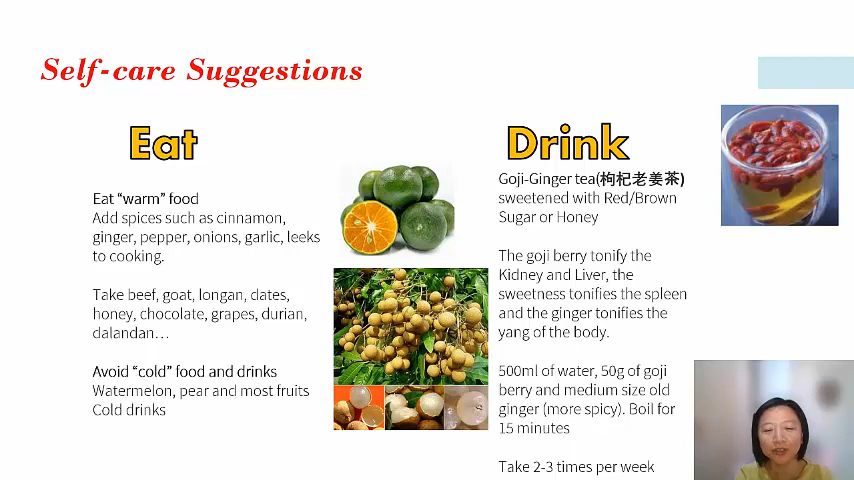 Self-care Suggestions
Eat
Eat “warm” food
Add spices such as cinnamon,
ginger, pepper, onions, garlic, leeks
to cooking.
Take beef, goat, longan, dates,
honey, chocolate, grapes, durian,
dalandan…
Avoid “cold” food and drinks
Watermelon, pear and most fruits
Cold drinks
Drink
Goji-Ginger tea(枸杞老姜茶)
sweetened with Red/Brown
Sugar or Honey
The goji berry tonify the
Kidney and Liver, the
sweetness tonifies the spleen
and the ginger tonifies the
yang of the body.
500ml of water, 50g of goji
berry and medium size old
ginger (more spicy). Boil for
15 minutes
Take 2-3 times per week